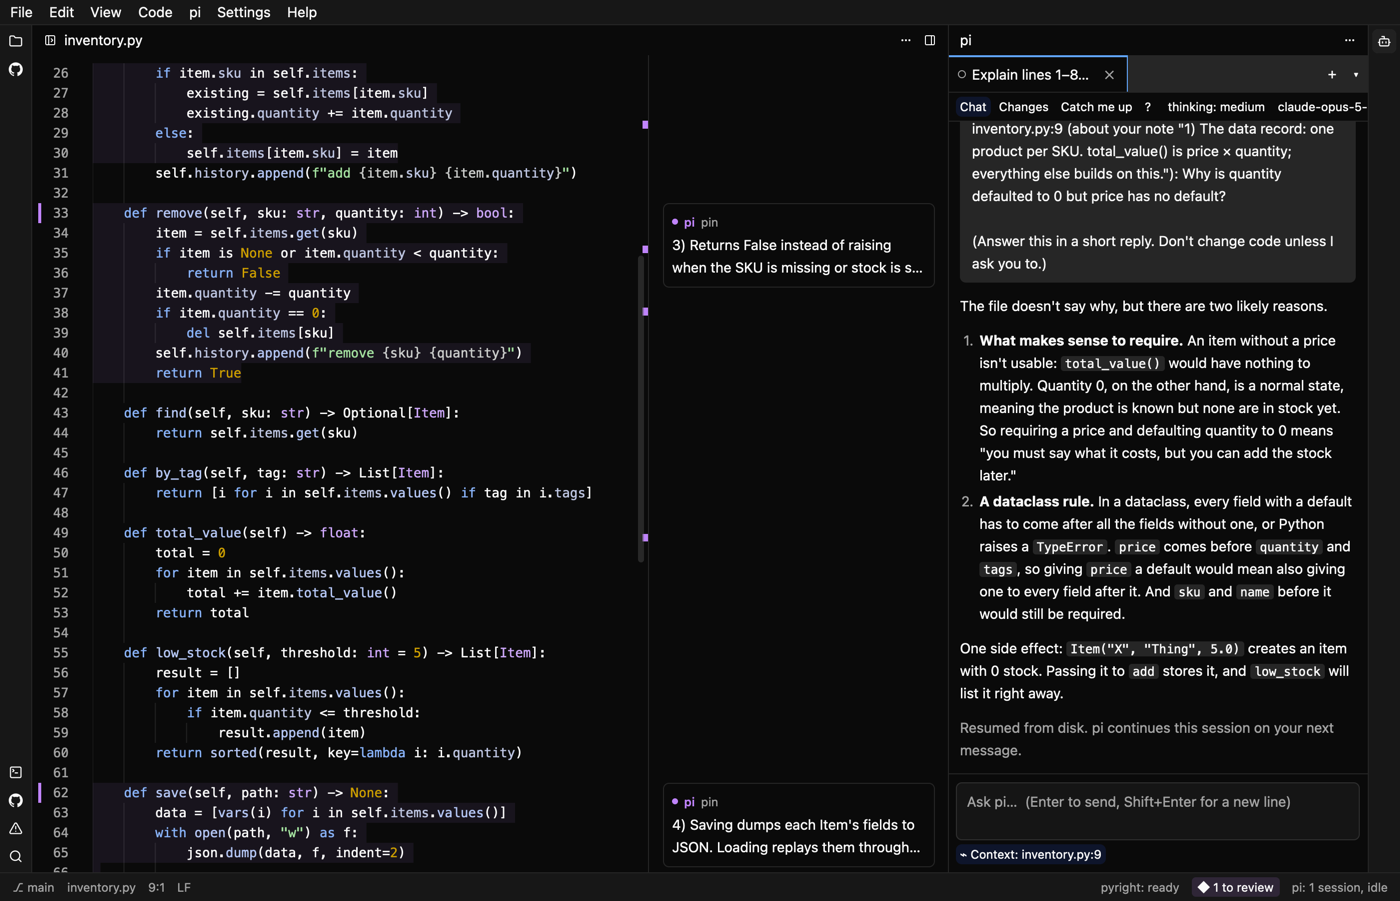 File Edit View Code pi Settings Help
inventory.py
26 if item.sku in self.items:
27 existing = self.items[item.sku]
28 existing.quantity += item.quantity
29 else:
30 self.items[item.sku] = item
31 self.history.append(f"add {item.sku} {item.quantity}")
32
33 def remove(self, sku: str, quantity: int) -> bool:
34 item = self.items.get(sku)
35 if item is None or item.quantity < quantity:
36 return False
37 item.quantity -= quantity
38 if item.quantity == 0:
39 del self.items[sku]
40 self.history.append(f"remove {sku} {quantity}")
41 return True
42
43 def find(self, sku: str) -> Optional[Item]:
44 return self.items.get(sku)
45
46 def by_tag(self, tag: str) -> List[Item]:
47 return [i for i in self.items.values() if tag in i.tags]
48
49 def total_value(self) -> float:
50 total = 0
51 for item in self.items.values():
52 total += item.total_value()
53 return total
54
55 def low_stock(self, threshold: int = 5) -> List[Item]:
56 result = []
57 for item in self.items.values():
58 if item.quantity <= threshold:
59 result.append(item)
60 return sorted(result, key=lambda i: i.quantity)
61
62 def save(self, path: str) -> None:
63 data = [vars(i) for i in self.items.values()]
64 with open(path, "w") as f:
65 json.dump(data, f, indent=2)
pi pin
3) Returns False instead of raising
when the SKU is missing or stock is s...
pi pin
4) Saving dumps each Item's fields to
JSON. Loading replays them through...
pi
Explain lines 1–8...
Chat Changes Catch me up ? thinking: medium claude-opus-5-
inventory.py:9 (about your note "1) The data record: one
product per SKU. total_value() is price × quantity;
everything else builds on this."): Why is quantity
defaulted to 0 but price has no default?
(Answer this in a short reply. Don't change code unless I
ask you to.)
The file doesn't say why, but there are two likely reasons.
1. What makes sense to require. An item without a price
isn't usable: total_value() would have nothing to
multiply. Quantity 0, on the other hand, is a normal state,
meaning the product is known but none are in stock yet.
So requiring a price and defaulting quantity to 0 means
"you must say what it costs, but you can add the stock
later."
2. A dataclass rule. In a dataclass, every field with a default
has to come after all the fields without one, or Python
raises a TypeError. price comes before quantity and
tags, so giving price a default would mean also giving
one to every field after it. And sku and name before it
would still be required.
One side effect: Item("X", "Thing", 5.0) creates an item
with 0 stock. Passing it to add stores it, and low_stock will
list it right away.
Resumed from disk. pi continues this session on your next
message.
Ask pi... (Enter to send, Shift+Enter for a new line)
Context: inventory.py:9
main inventory.py 9:1 LF
pyright: ready 1 to review pi: 1 session, idle